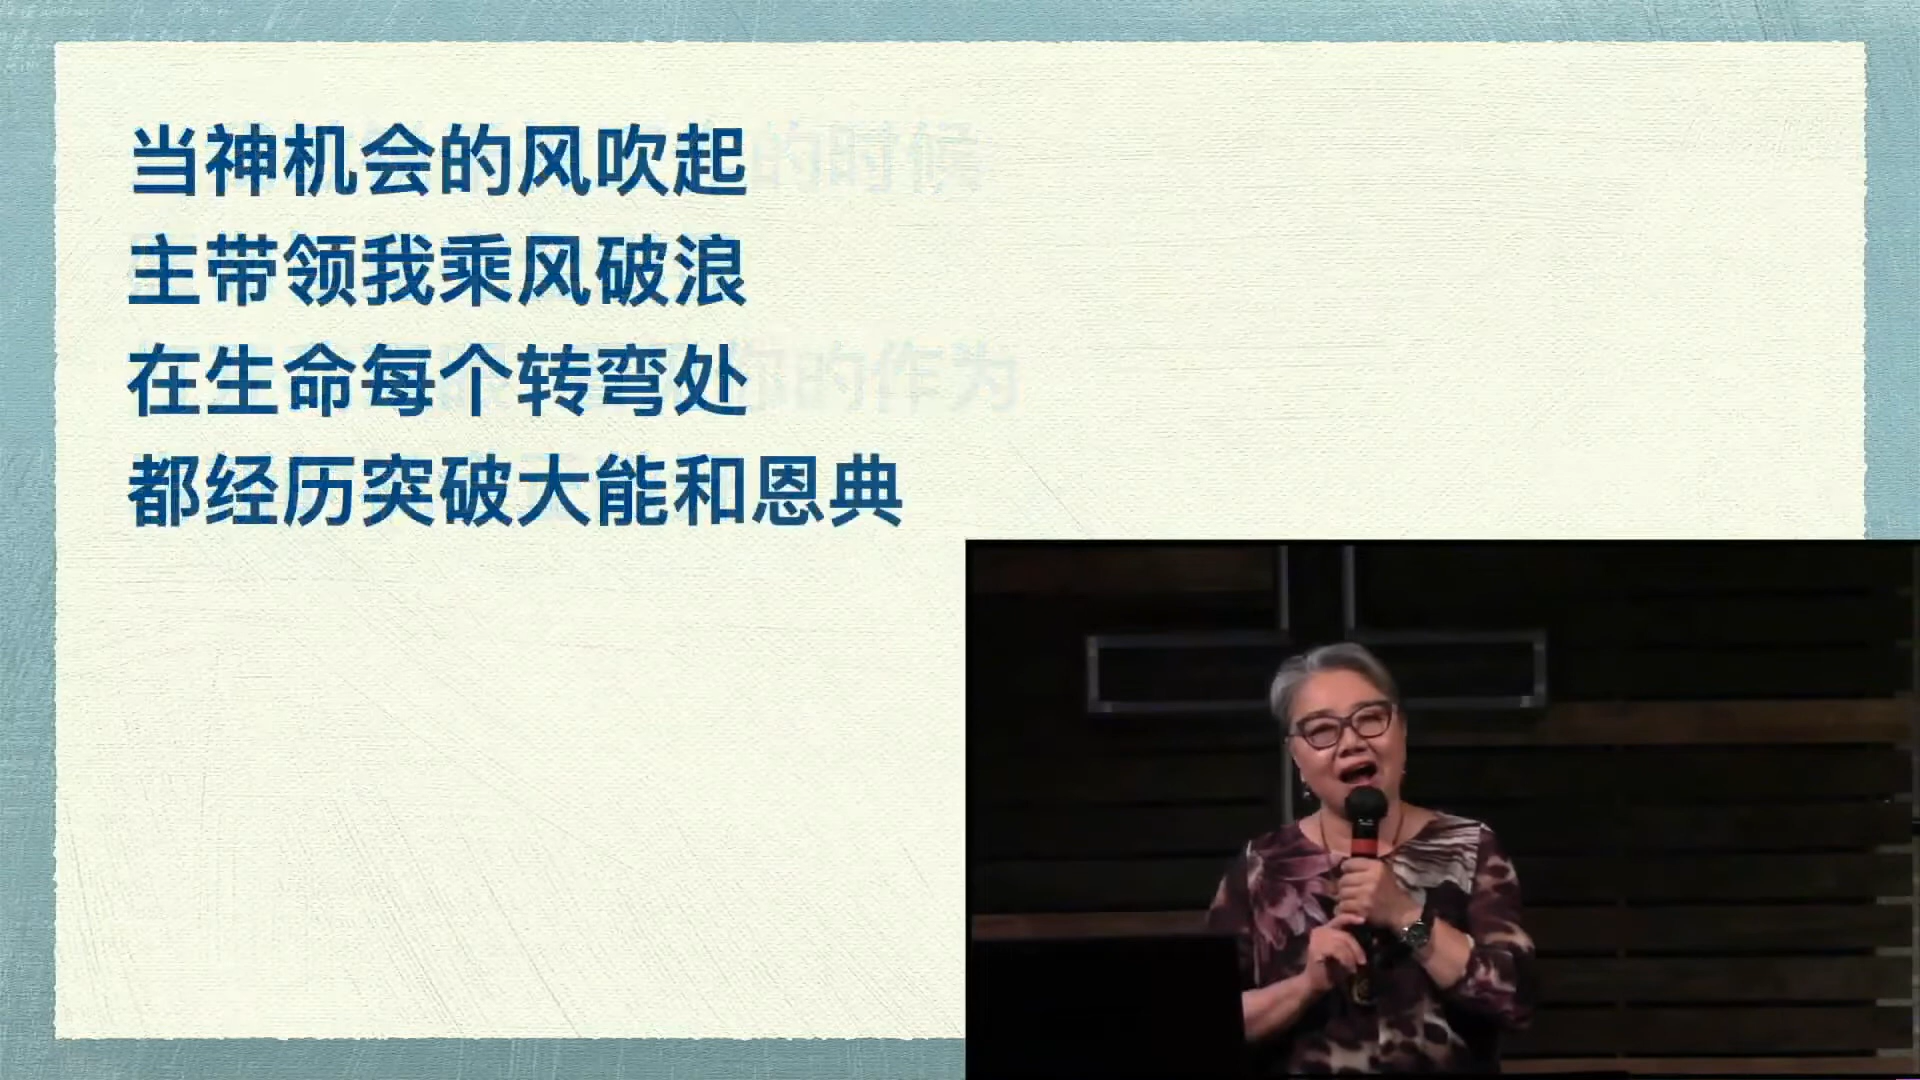 当神机会的风吹起
主带领我乘风破浪
在生命每个转弯处
都经历突破大能和恩典